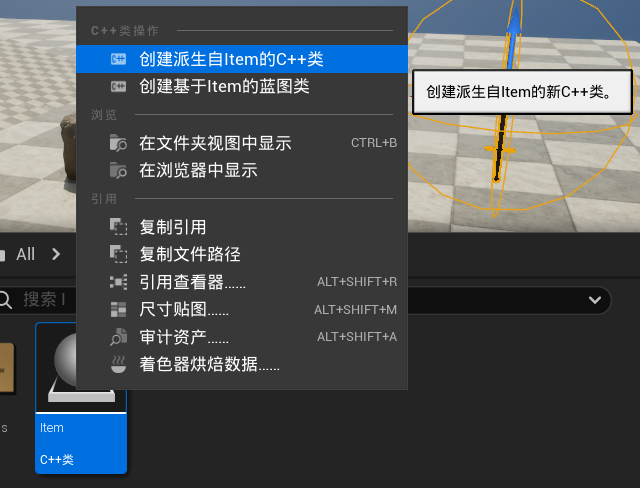 C++类操作
创建派生自Item的C++类
创建基于Item的蓝图类
创建派生自Item的新C++类。
浏览
在文件夹视图中显示 CTRL+B
在浏览器中显示
引用
复制引用
复制文件路径
引用查看器...... ALT+SHIFT+R
尺寸贴图...... ALT+SHIFT+M
审计资产...... ALT+SHIFT+A
着色器烘焙数据......
All
搜索 I
s
Item
C++类